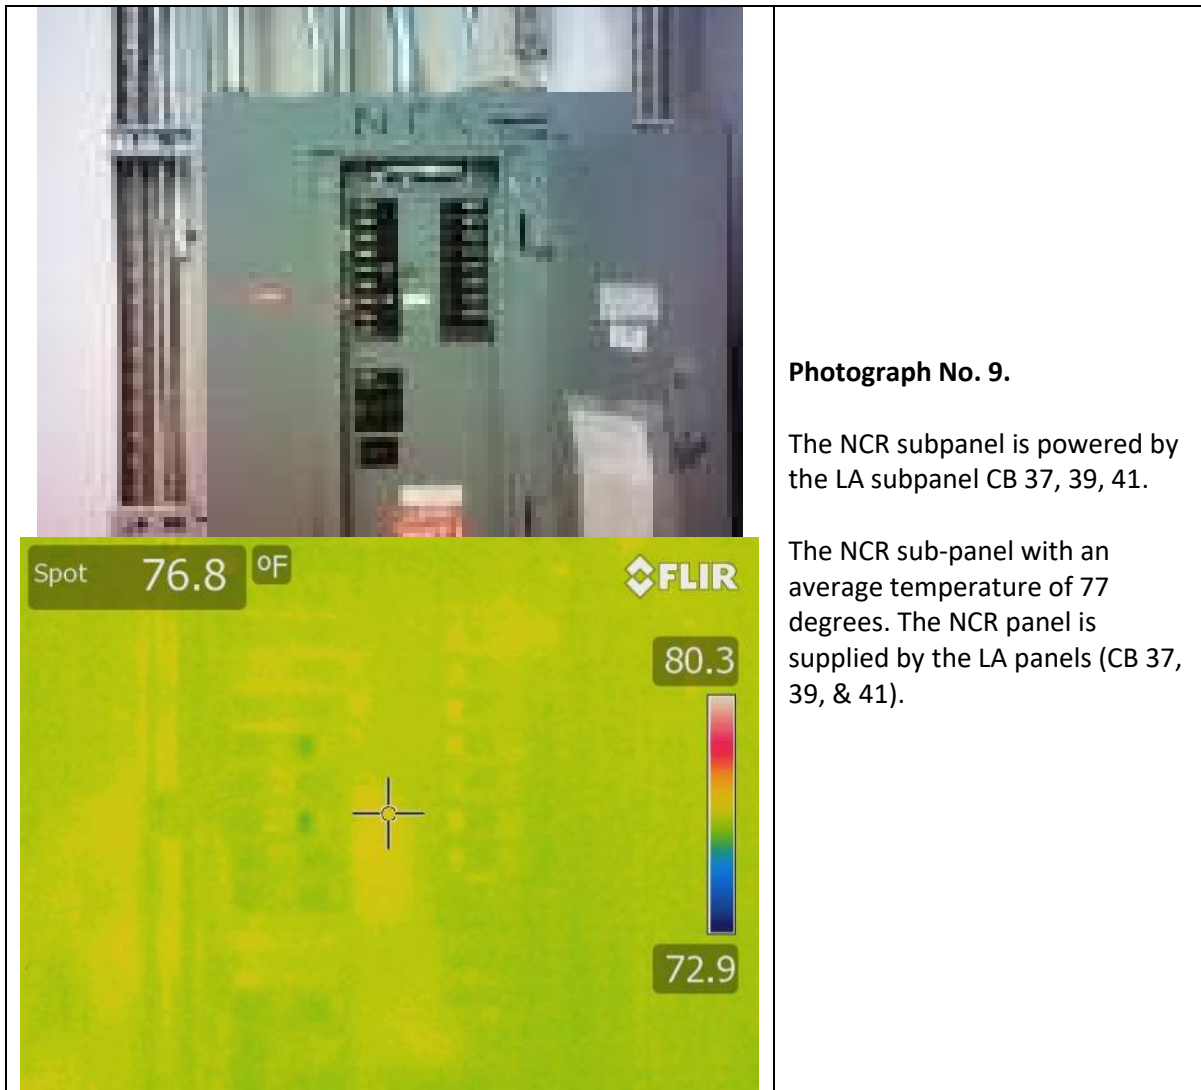 Spot 76.8 °F
FLIR
80.3
72.9
Photograph No. 9.
The NCR subpanel is powered by
the LA subpanel CB 37, 39, 41.
The NCR sub-panel with an
average temperature of 77
degrees. The NCR panel is
supplied by the LA panels (CB 37,
39, & 41).